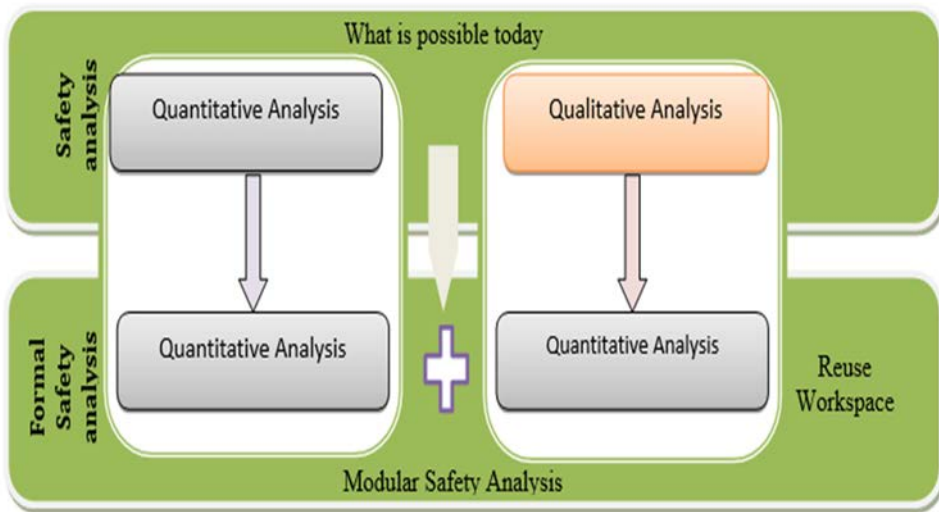 What is possible today
Safety
analysis
Quantitative Analysis
Qualitative Analysis
Formal
Safety
analysis
Quantitative Analysis
Quantitative Analysis
Reuse
Workspace
Modular Safety Analysis